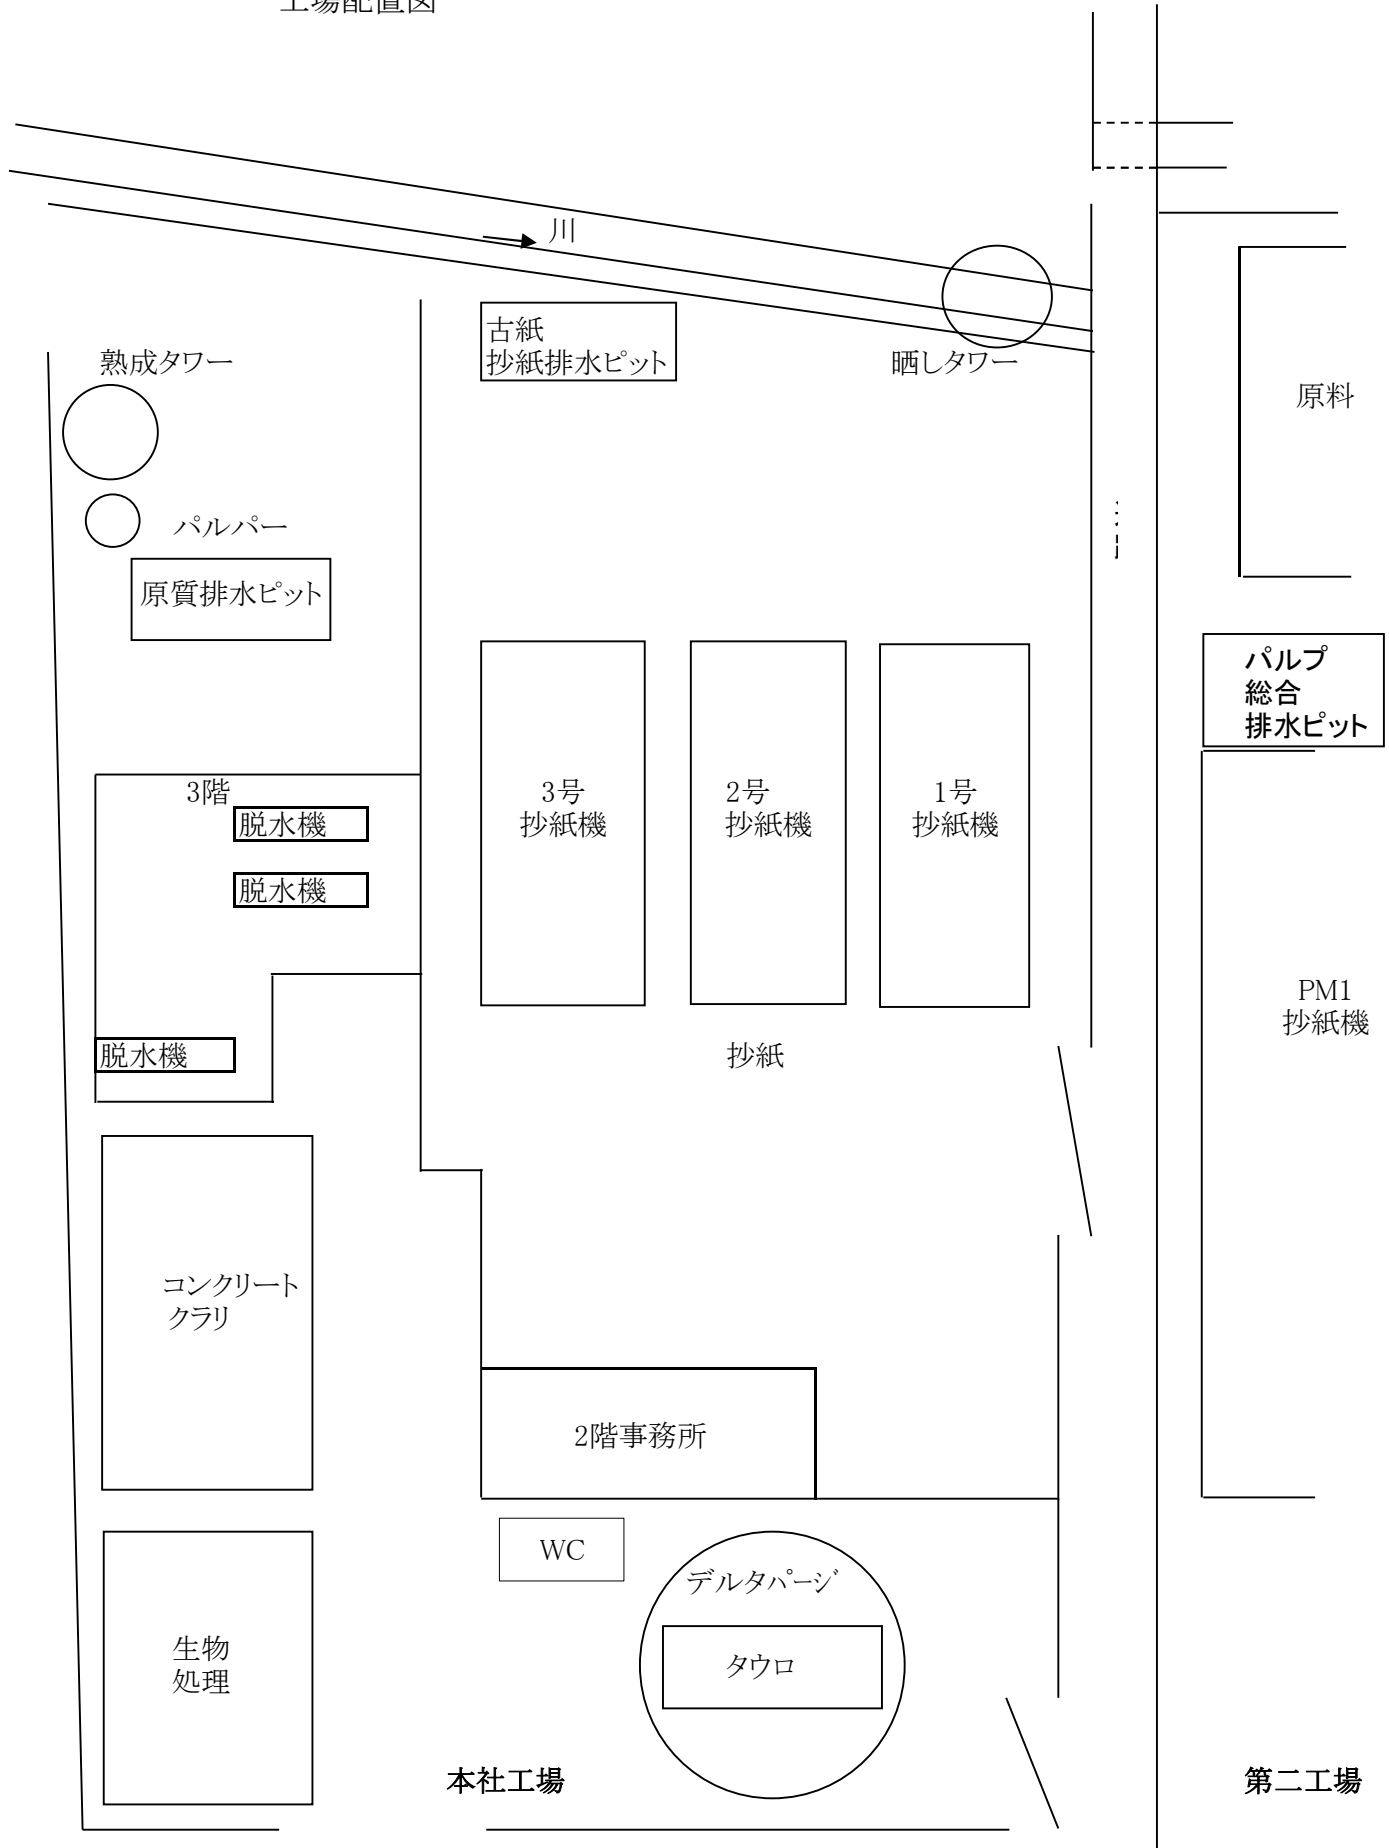 工場配置図
川
古紙
抄紙排水ピット
熟成タワー
晒しタワー
原料
パルパー
原質排水ピット
パルプ
総合
排水ピット
3階
脱水機
脱水機
3号
抄紙機
2号
抄紙機
1号
抄紙機
PM1
抄紙機
脱水機
抄紙
コンクリート
クラリ
2階事務所
WC
デルタパージ
タウロ
生物
処理
本社工場
第二工場